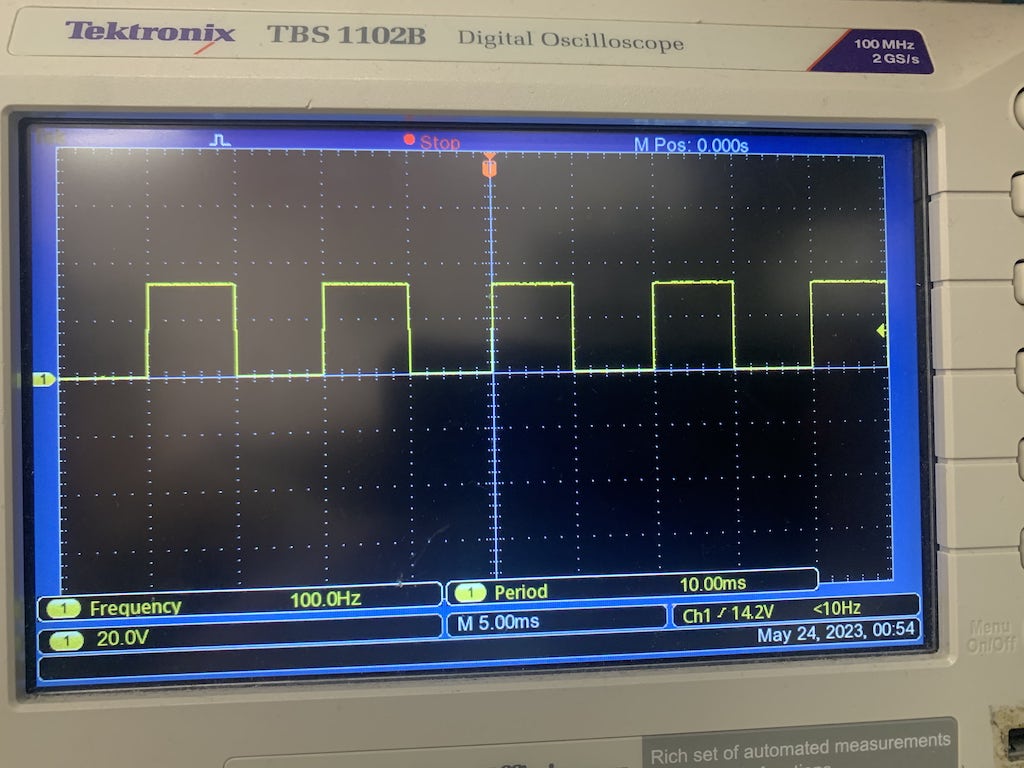 Tektronix TBS 1102B Digital Oscilloscope
100 MHz
2 GS/s
Stop M Pos: 0.000s
1
1 Frequency 100.0Hz 1 Period 10.00ms
1 20.0V M 5.00ms Ch1 14.2V <10Hz
May 24, 2023, 00:54
Menu
On/Off
Rich set of automated measurements